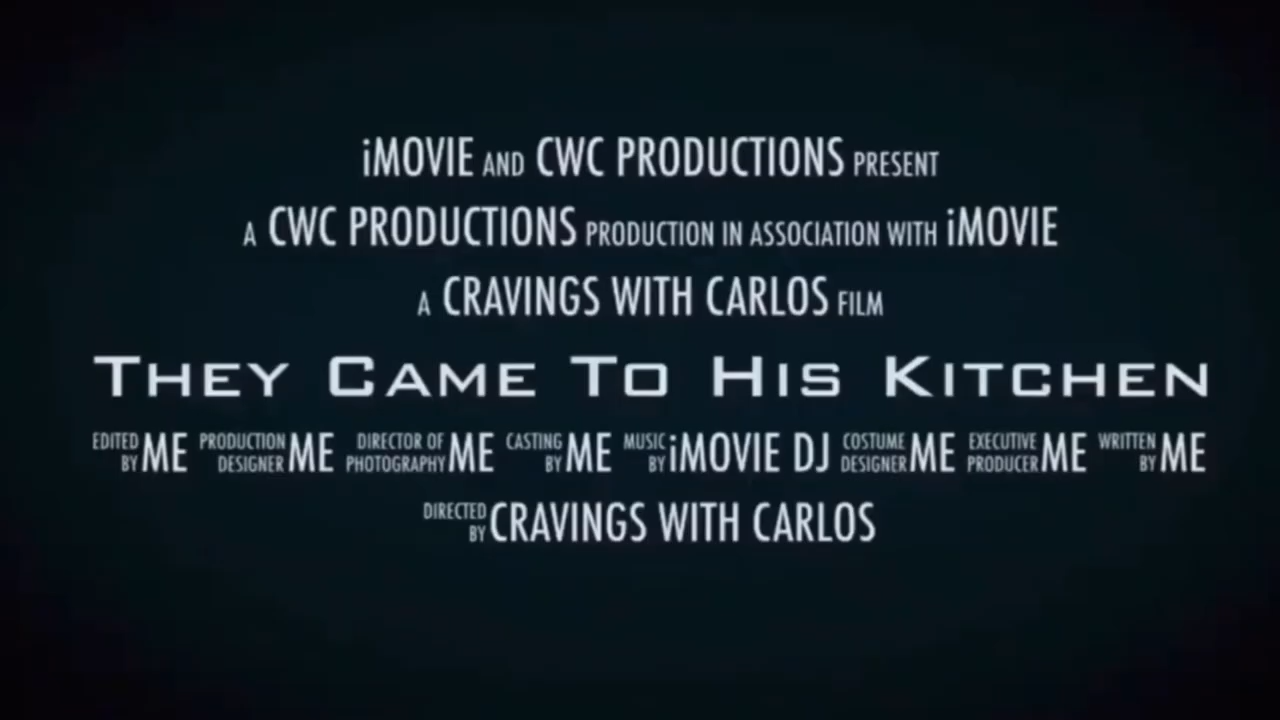 iMOVIE AND CWC PRODUCTIONS PRESENT
A CWC PRODUCTIONS PRODUCTION IN ASSOCIATION WITH iMOVIE
A CRAVINGS WITH CARLOS FILM
THEY CAME TO HIS KITCHEN
EDITED BY ME PRODUCTION DESIGNER ME DIRECTOR OF PHOTOGRAPHY ME CASTING BY ME MUSIC BY iMOVIE DJ COSTUME DESIGNER ME EXECUTIVE PRODUCER ME WRITTEN BY ME
DIRECTED BY CRAVINGS WITH CARLOS